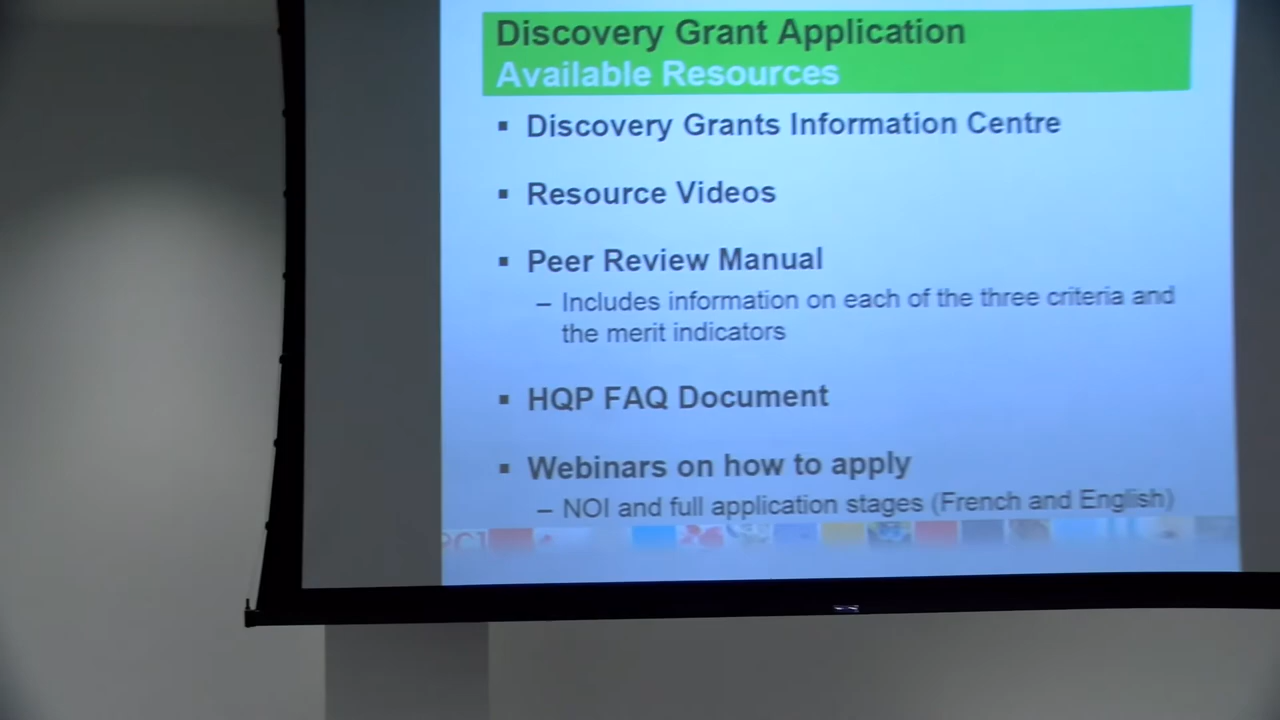 Discovery Grant Application
Available Resources
▪ Discovery Grants Information Centre
▪ Resource Videos
▪ Peer Review Manual
– Includes information on each of the three criteria and
the merit indicators
▪ HQP FAQ Document
▪ Webinars on how to apply
– NOI and full application stages (French and English)